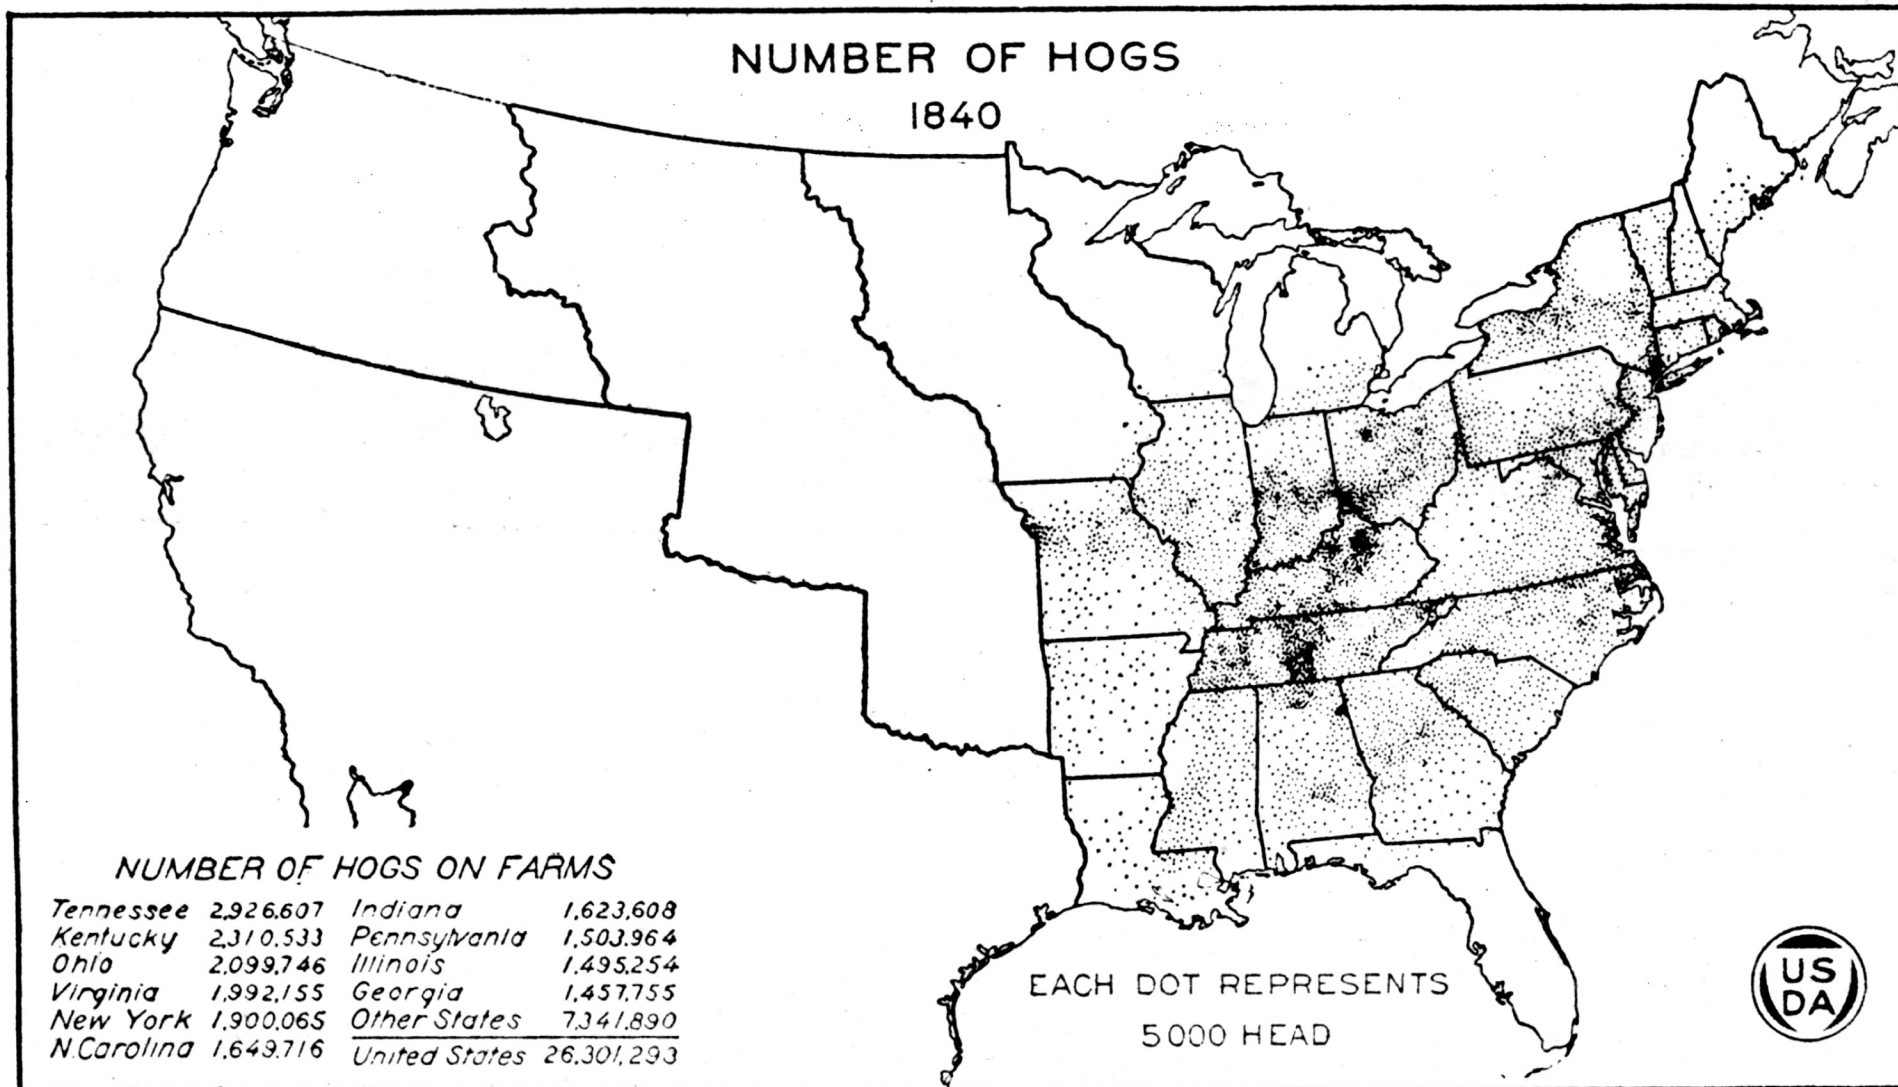 NUMBER OF HOGS
1840
NUMBER OF HOGS ON FARMS
Tennessee 2,926,607 Indiana 1,623,608
Kentucky 2,310,533 Pennsylvania 1,503,964
Ohio 2,099,746 Illinois 1,495,254
Virginia 1,992,155 Georgia 1,457,755
New York 1,900,065 Other States 7,341,890
N.Carolina 1,649,716 United States 26,301,293
EACH DOT REPRESENTS
5000 HEAD
US
DA